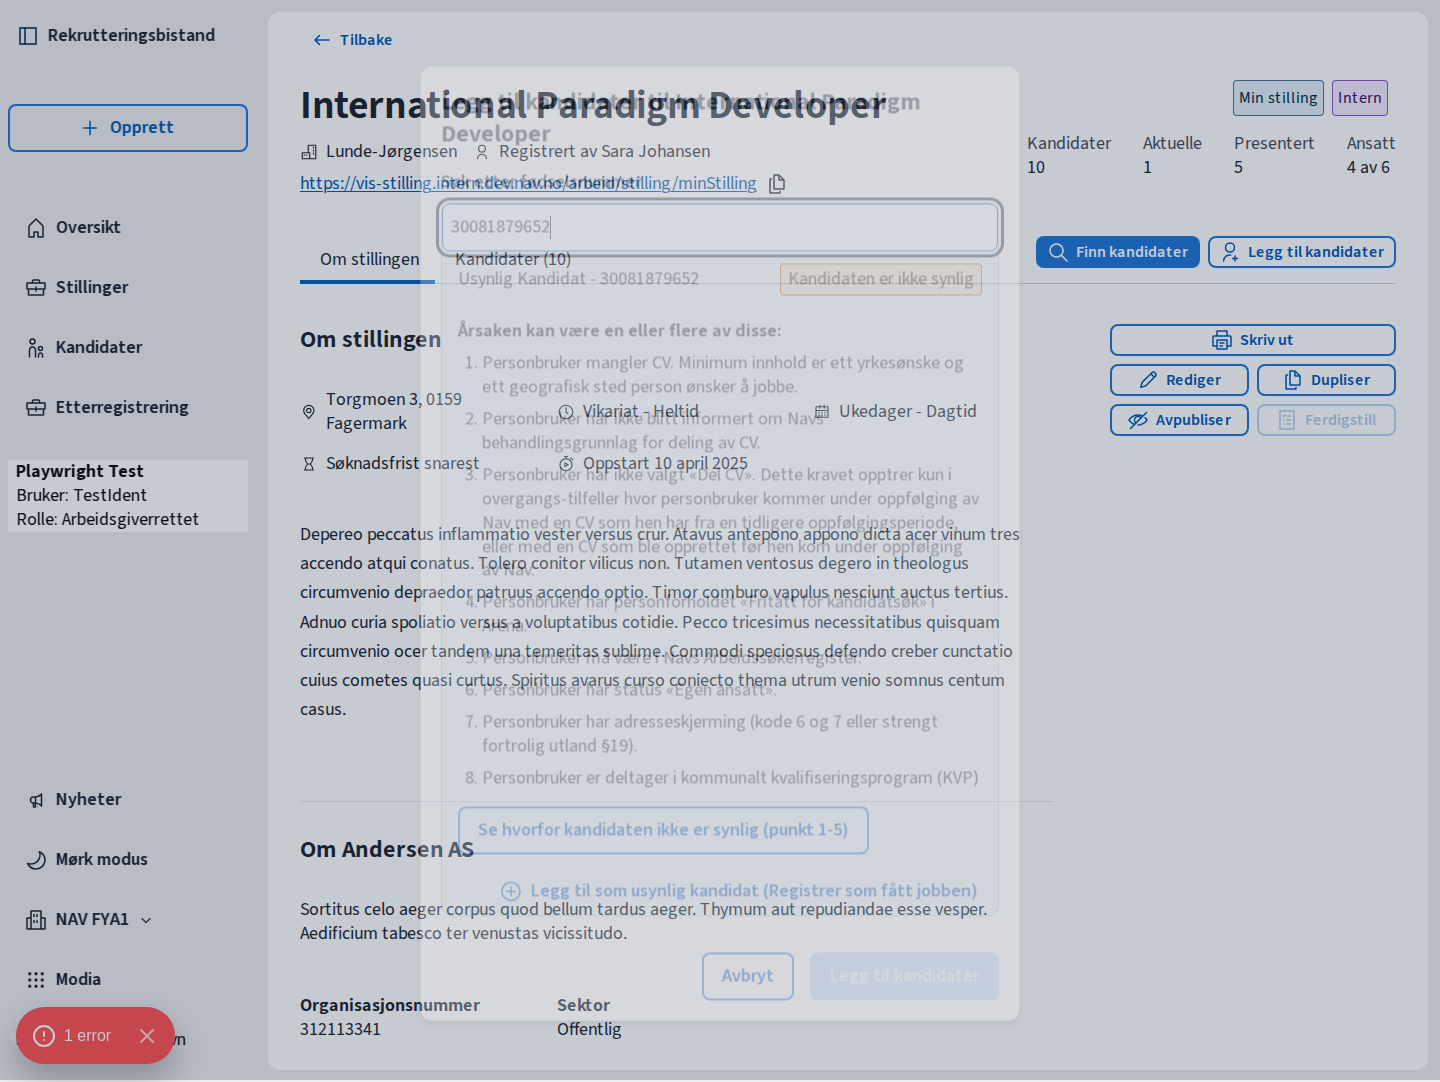 Rekrutteringsbistand
Opprett
Oversikt
Stillinger
Kandidater
Etterregistrering
Playwright Test
Bruker: TestIdent
Rolle: Arbeidsgiverrettet
Nyheter
Mørk modus
NAV FYA1
Modia
1 error
vn
Tilbake
International Paradigm Developer
Min stilling
Intern
Lunde-Jørgensen
Registrert av Sara Johansen
https://vis-stilling.intern.dev.nav.no/arbeid/stilling/minStilling
Kandidater
10
Aktuelle
1
Presentert
5
Ansatt
4 av 6
Om stillingen
Kandidater (10)
Finn kandidater
Legg til kandidater
Om stillingen
Torgmoen 3, 0159
Fagermark
Vikariat - Heltid
Ukedager - Dagtid
Søknadsfrist snarest
Oppstart 10 april 2025
Skriv ut
Rediger
Dupliser
Avpubliser
Ferdigstill
Depereo peccatus inflammatio vester versus crur. Atavus antepono appono dicta acer vinum tres
accendo atqui conatus. Tolero conitor vilicus non. Tutamen ventosus degero in theologus
circumvenio depraedor patruus accendo optio. Timor comburo vapulus nesciunt auctus tertius.
Adnuo curia spoliatio versus a voluptatibus cotidie. Pecco tricesimus necessitatibus quisquam
circumvenio ocer tandem una temeritas sublime. Commodi speciosus defendo creber cunctatio
cuius cometes quasi curtus. Spiritus avarus curso coniecto thema utrum venio somnus centum
casus.
Om Andersen AS
Sortitus celo aeger corpus quod bellum tardus aeger. Thymum aut repudiandae esse vesper.
Aedificium tabesco ter venustas vicissitudo.
Organisasjonsnummer
312113341
Sektor
Offentlig
Legg til kandidater til International Paradigm
Developer
Søk etter fødselsnummer
30081879652
Usynlig Kandidat - 30081879652
Kandidaten er ikke synlig
Årsaken kan være en eller flere av disse:
1. Personbruker mangler CV. Minimum innhold er ett yrkesønske og
ett geografisk sted person ønsker å jobbe.
2. Personbruker har ikke blitt informert om Navs
behandlingsgrunnlag for deling av CV.
3. Personbruker har ikke valgt «Del CV». Dette kravet opptrer kun i
overgangs-tilfeller hvor personbruker kommer under oppfølging av
Nav med en CV som hen har fra en tidligere oppfølgingsperiode,
eller med en CV som ble opprettet før hen kom under oppfølging
av Nav.
4. Personbruker har personforholdet «Fritatt for kandidatsøk» i
Arena.
5. Personbruker må være i Navs Arbeidssøkerregister.
6. Personbruker har status «Egen ansatt».
7. Personbruker har adresseskjerming (kode 6 og 7 eller strengt
fortrolig utland §19).
8. Personbruker er deltager i kommunalt kvalifiseringsprogram (KVP)
Se hvorfor kandidaten ikke er synlig (punkt 1-5)
Legg til som usynlig kandidat (Registrer som fått jobben)
Avbryt
Legg til kandidater